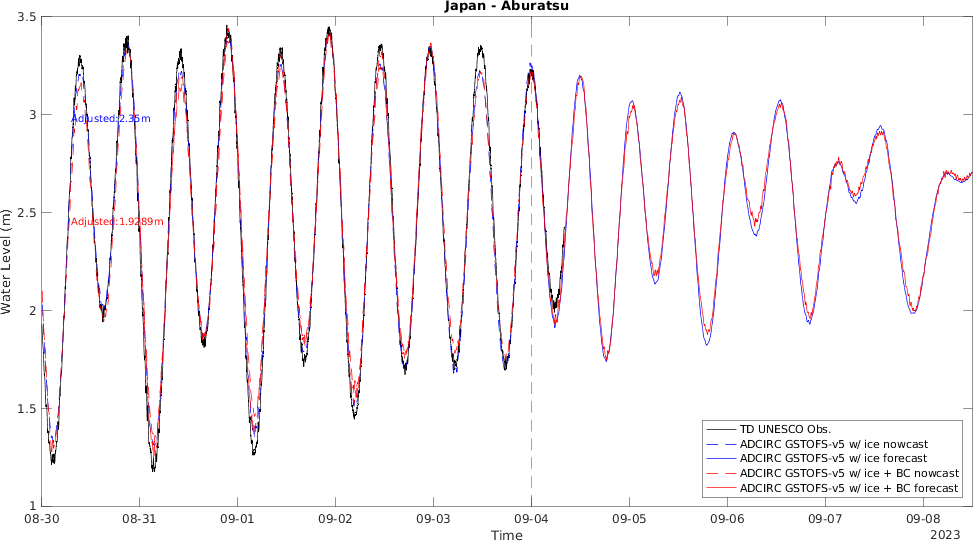 Japan - Aburatsu
3.5
3
2.5
2
1.5
1
Water Level (m)
Adjusted:2.35m
Adjusted:1.9289m
TD UNESCO Obs.
ADCIRC GSTOFS-v5 w/ ice nowcast
ADCIRC GSTOFS-v5 w/ ice forecast
ADCIRC GSTOFS-v5 w/ ice + BC nowcast
ADCIRC GSTOFS-v5 w/ ice + BC forecast
08-30 08-31 09-01 09-02 09-03 09-04 09-05 09-06 09-07 09-08
Time
2023